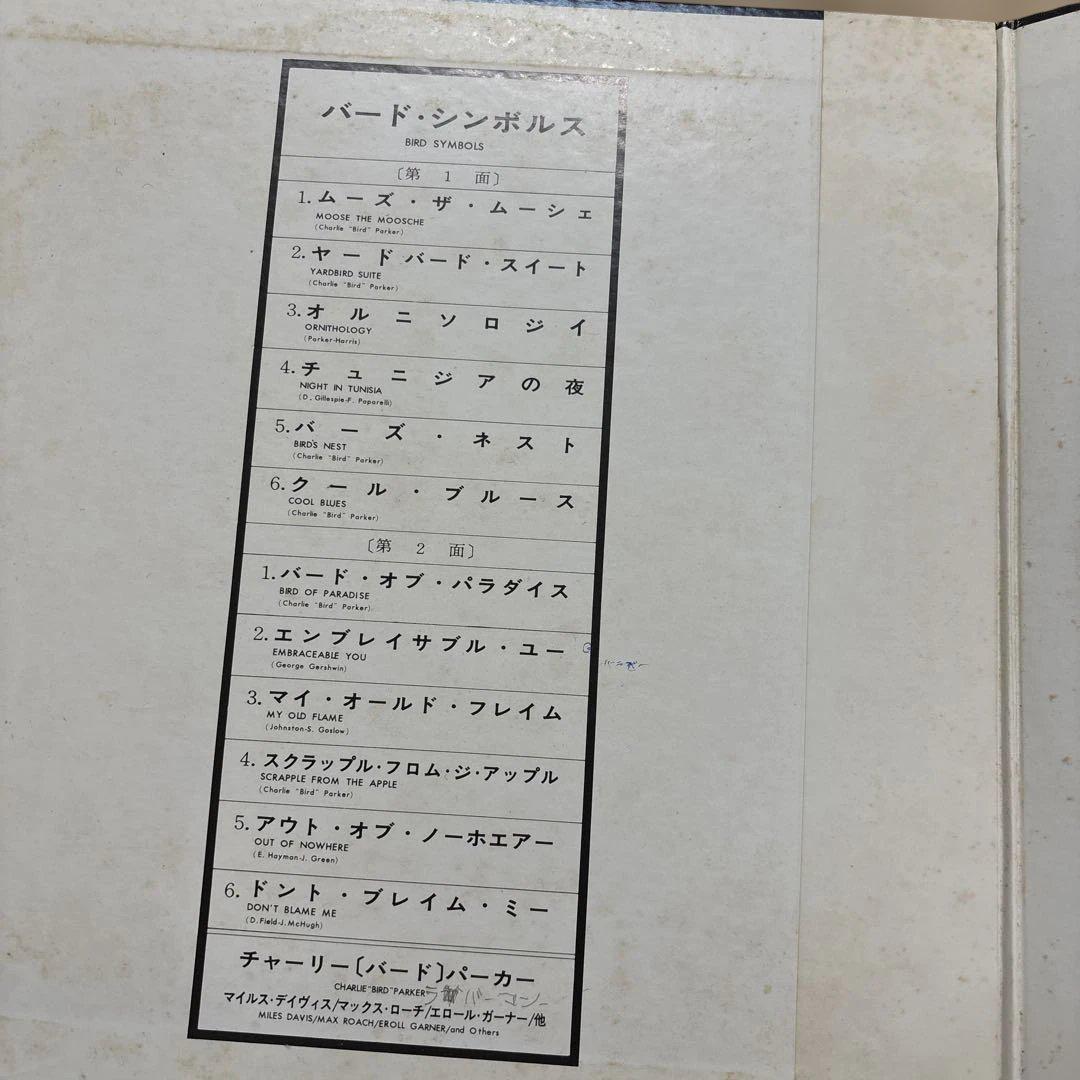 バード・シンボルス
BIRD SYMBOLS
〔第 1 面〕
1. ムーズ・ザ・ムーシェ
MOOSE THE MOOSCHE
(Charlie "Bird" Parker)
2. ヤードバード・スイート
YARDBIRD SUITE
(Charlie "Bird" Parker)
3. オルニソロジイ
ORNITHOLOGY
(Parker-Harris)
4. チュニジアの夜
NIGHT IN TUNISIA
(D. Gillespie-F. Paparelli)
5. バーズ・ネスト
BIRD'S NEST
(Charlie "Bird" Parker)
6. クール・ブルース
COOL BLUES
(Charlie "Bird" Parker)
〔第 2 面〕
1. バード・オブ・パラダイス
BIRD OF PARADISE
(Charlie "Bird" Parker)
2. エンブレイサブル・ユー
EMBRACEABLE YOU
(George Gershwin)
3. マイ・オールド・フレイム
MY OLD FLAME
(Johnston-S. Goslow)
4. スクラップル・フロム・ジ・アップル
SCRAPPLE FROM THE APPLE
(Charlie "Bird" Parker)
5. アウト・オブ・ノーホエアー
OUT OF NOWHERE
(E. Hayman-J. Green)
6. ドント・ブレイム・ミー
DON'T BLAME ME
(D. Field-J. McHugh)
チャーリー〔バード〕パーカー
CHARLIE "BIRD" PARKER
マイルス・デイヴィス/マックス・ローチ/エロール・ガーナー/他
MILES DAVIS/MAX ROACH/EROLL GARNER/and Others